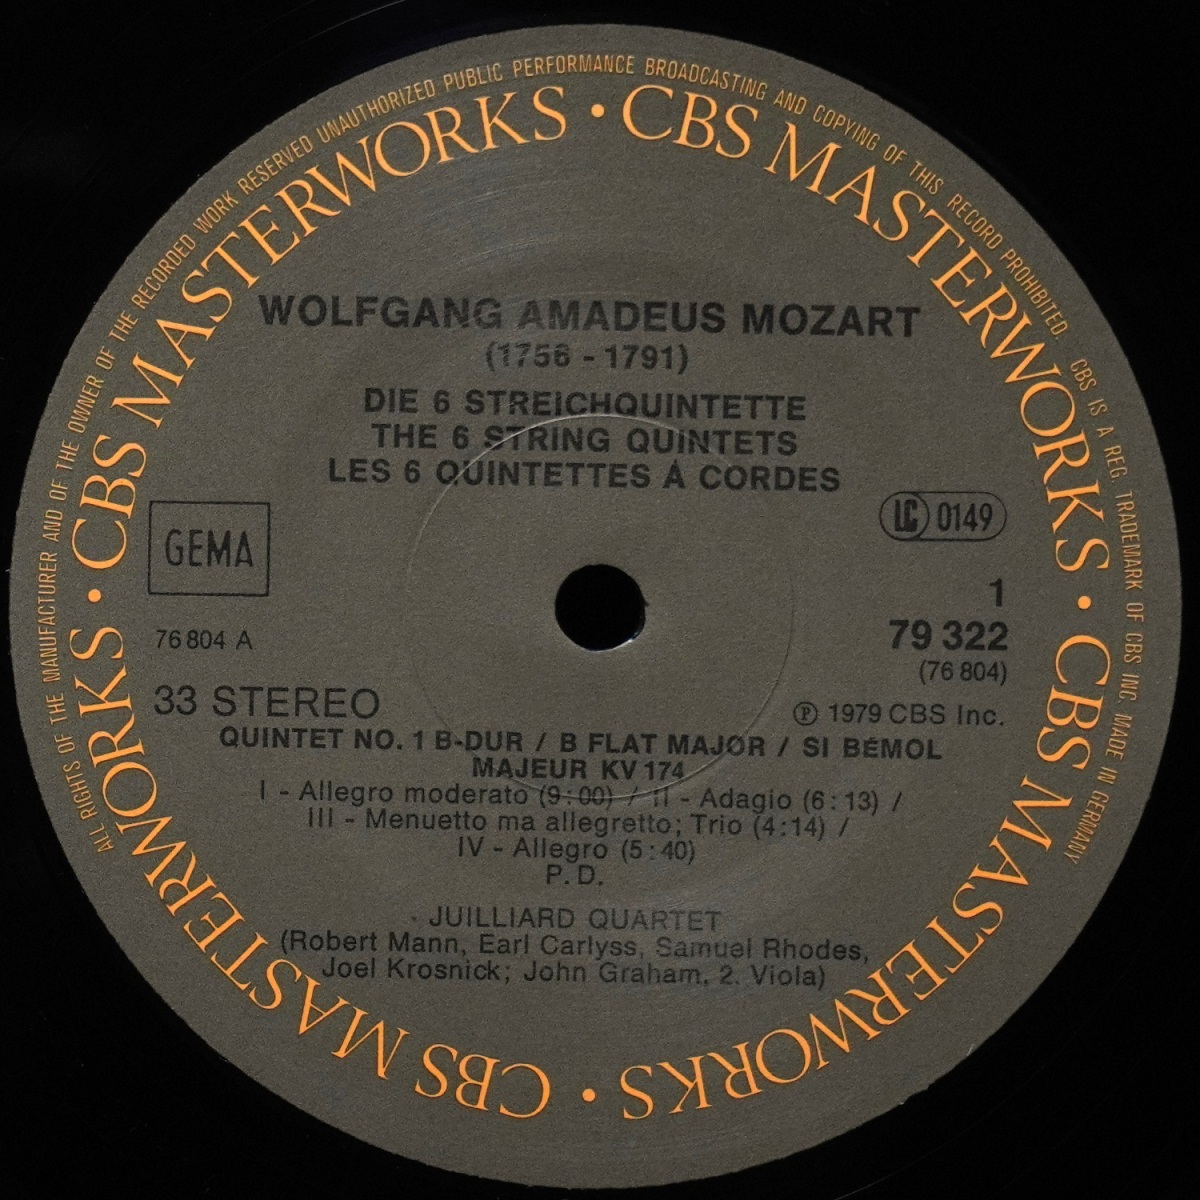 ALL RIGHTS OF THE MANUFACTURER AND OF THE OWNER OF THE RECORDED WORK RESERVED UNAUTHORIZED PUBLIC PERFORMANCE BROADCASTING AND COPYING OF THIS RECORD PROHIBITED. CBS IS A REG. TRADEMARK OF CBS INC. MADE IN GERMANY
CBS MASTERWORKS · CBS MASTERWORKS · CBS MASTERWORKS · CBS MASTERWORKS ·
WOLFGANG AMADEUS MOZART
(1756 - 1791)
DIE 6 STREICHQUINTETTE
THE 6 STRING QUINTETS
LES 6 QUINTETTES À CORDES
GEMA
LC 0149
1
76 804 A
79 322
(76 804)
33 STEREO
℗ 1979 CBS Inc.
QUINTET NO. 1 B-DUR / B FLAT MAJOR / SI BÉMOL
MAJEUR KV 174
I - Allegro moderato (9:00) / II - Adagio (6:13) /
III - Menuetto ma allegretto; Trio (4:14) /
IV - Allegro (5:40)
P.D.
JUILLIARD QUARTET
(Robert Mann, Earl Carlyss, Samuel Rhodes,
Joel Krosnick; John Graham, 2. Viola)